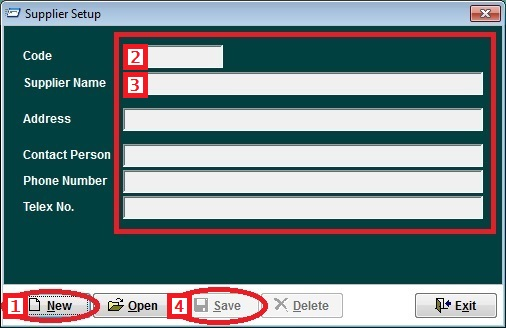 Supplier Setup
Code 2
Supplier Name 3
Address
Contact Person
Phone Number
Telex No.
1 New Open 4 Save Delete Exit